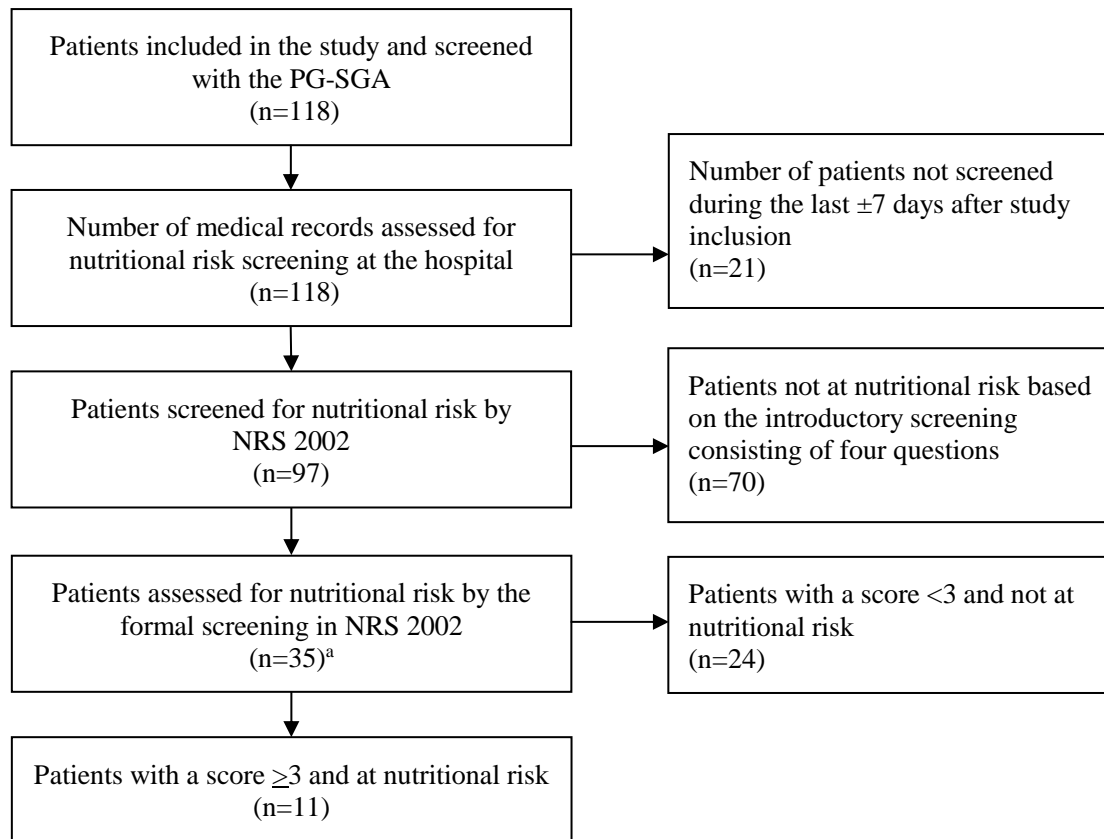 Patients included in the study and screened
with the PG-SGA
(n=118)
Number of medical records assessed for
nutritional risk screening at the hospital
(n=118)
Number of patients not screened
during the last ±7 days after study
inclusion
(n=21)
Patients screened for nutritional risk by
NRS 2002
(n=97)
Patients not at nutritional risk based
on the introductory screening
consisting of four questions
(n=70)
Patients assessed for nutritional risk by the
formal screening in NRS 2002
(n=35)ᵃ
Patients with a score <3 and not at
nutritional risk
(n=24)
Patients with a score ≥3 and at nutritional risk
(n=11)